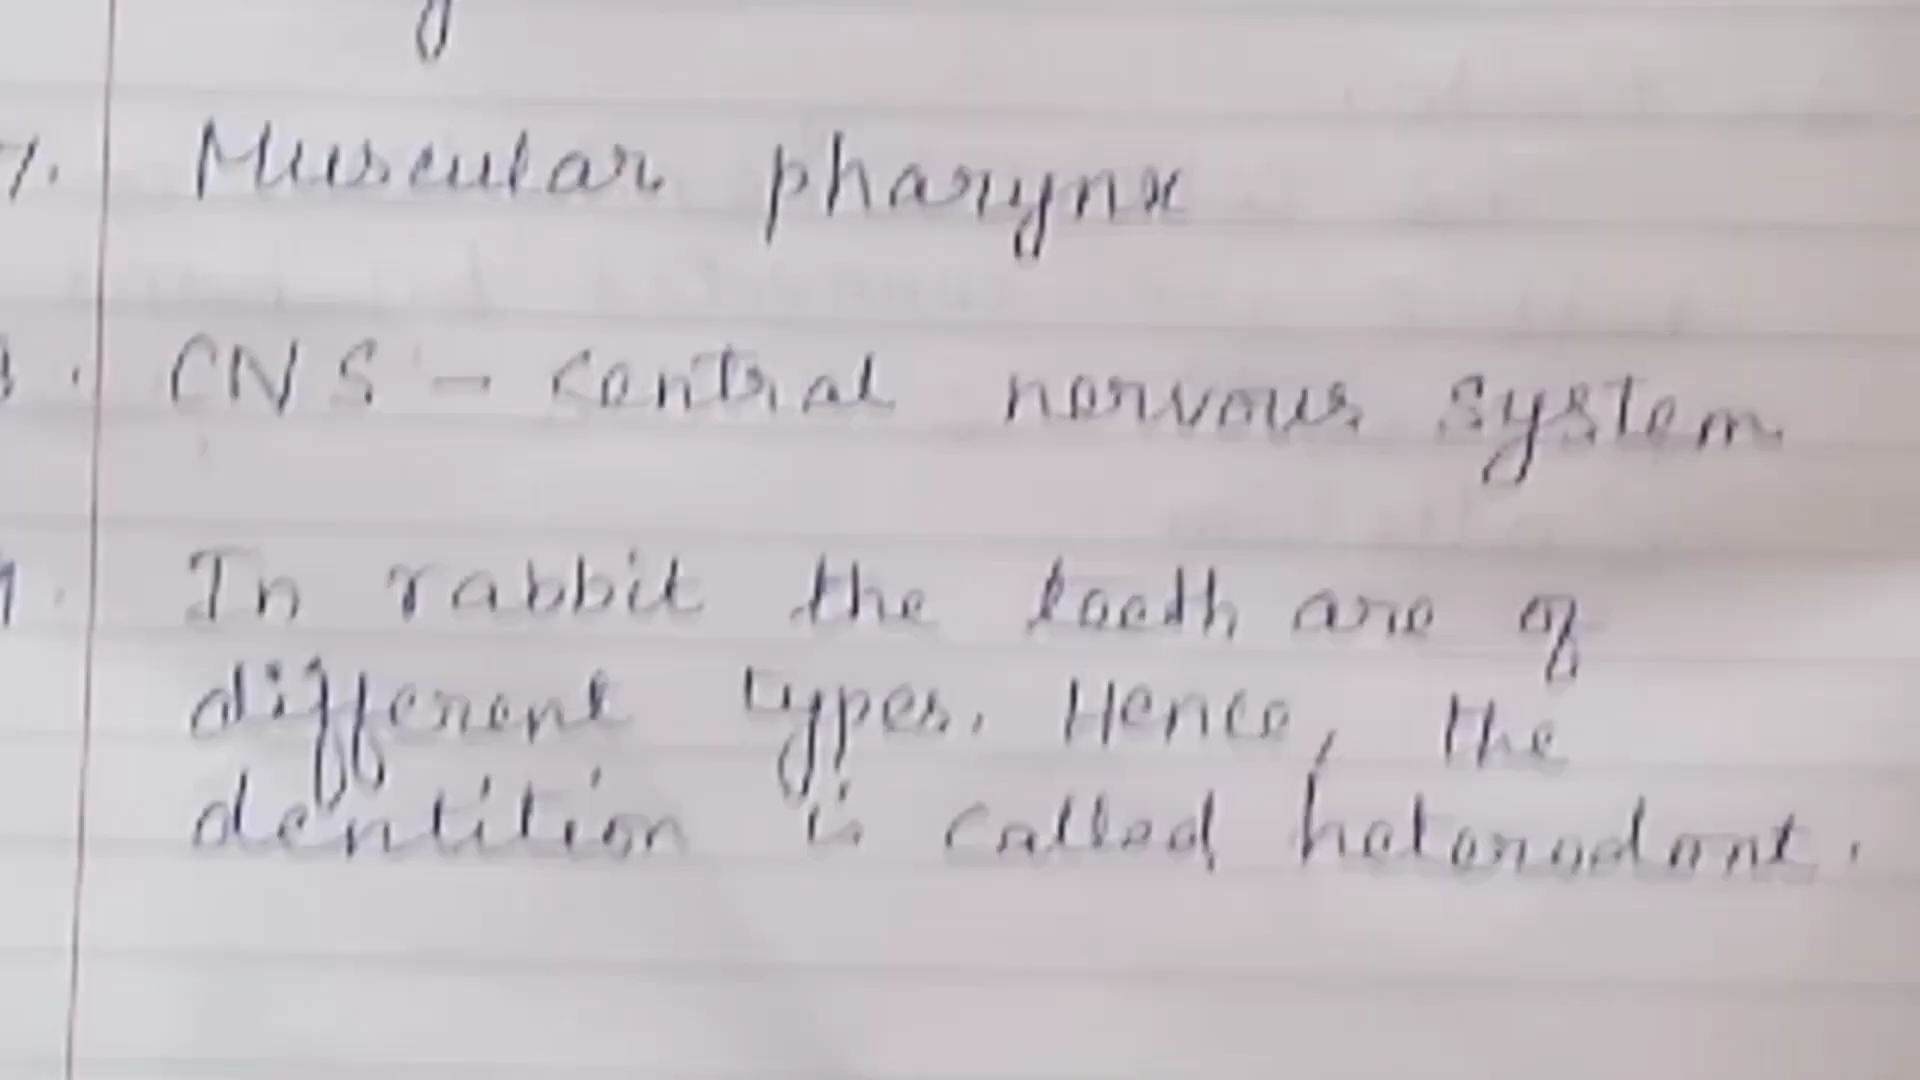 7. Muscular pharynx
8. CNS - central nervous system
9. In rabbit the teeth are of
different types. Hence, the
dentition is called heterodont.